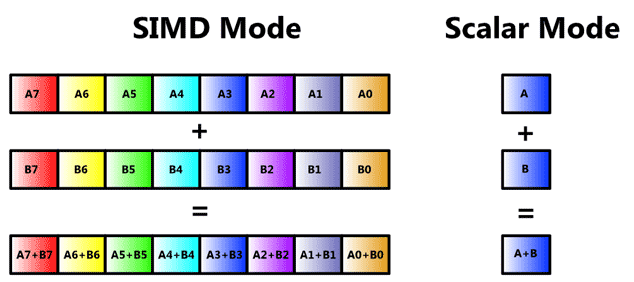 SIMD Mode Scalar Mode
A7 A6 A5 A4 A3 A2 A1 A0 A
+ +
B7 B6 B5 B4 B3 B2 B1 B0 B
= =
A7+B7 A6+B6 A5+B5 A4+B4 A3+B3 A2+B2 A1+B1 A0+B0 A+B